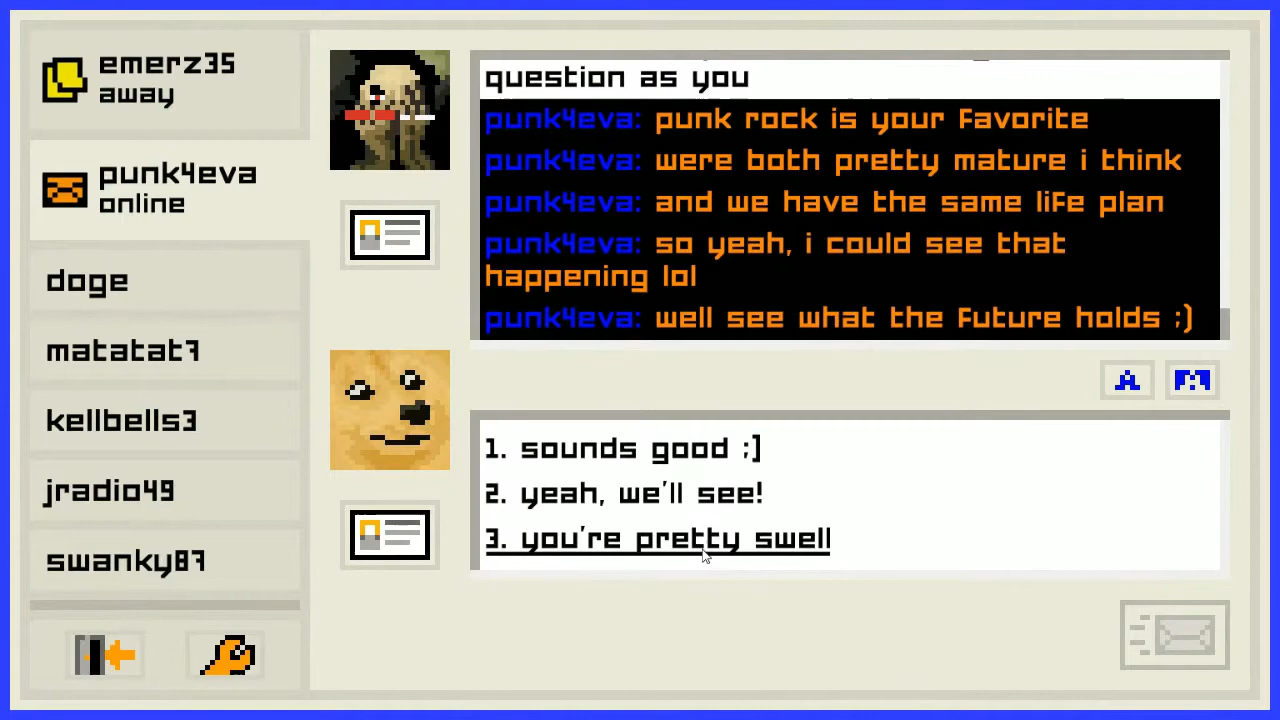 emerz35
away
punk4eva
online
doge
matatat7
kellbells3
jradio49
swanky87
question as you
punk4eva: punk rock is your favorite
punk4eva: were both pretty mature i think
punk4eva: and we have the same life plan
punk4eva: so yeah, i could see that
happening lol
punk4eva: well see what the future holds ;)
A
1. sounds good ;]
2. yeah, we'll see!
3. you're pretty swell